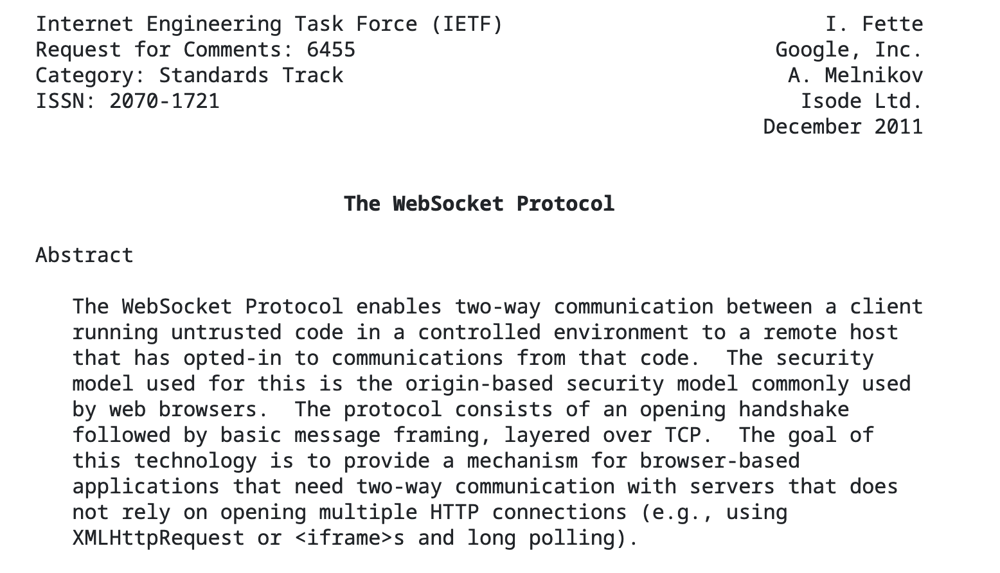 Internet Engineering Task Force (IETF) I. Fette
Request for Comments: 6455 Google, Inc.
Category: Standards Track A. Melnikov
ISSN: 2070-1721 Isode Ltd.
December 2011
The WebSocket Protocol
Abstract
The WebSocket Protocol enables two-way communication between a client
running untrusted code in a controlled environment to a remote host
that has opted-in to communications from that code.  The security
model used for this is the origin-based security model commonly used
by web browsers.  The protocol consists of an opening handshake
followed by basic message framing, layered over TCP.  The goal of
this technology is to provide a mechanism for browser-based
applications that need two-way communication with servers that does
not rely on opening multiple HTTP connections (e.g., using
XMLHttpRequest or <iframe>s and long polling).